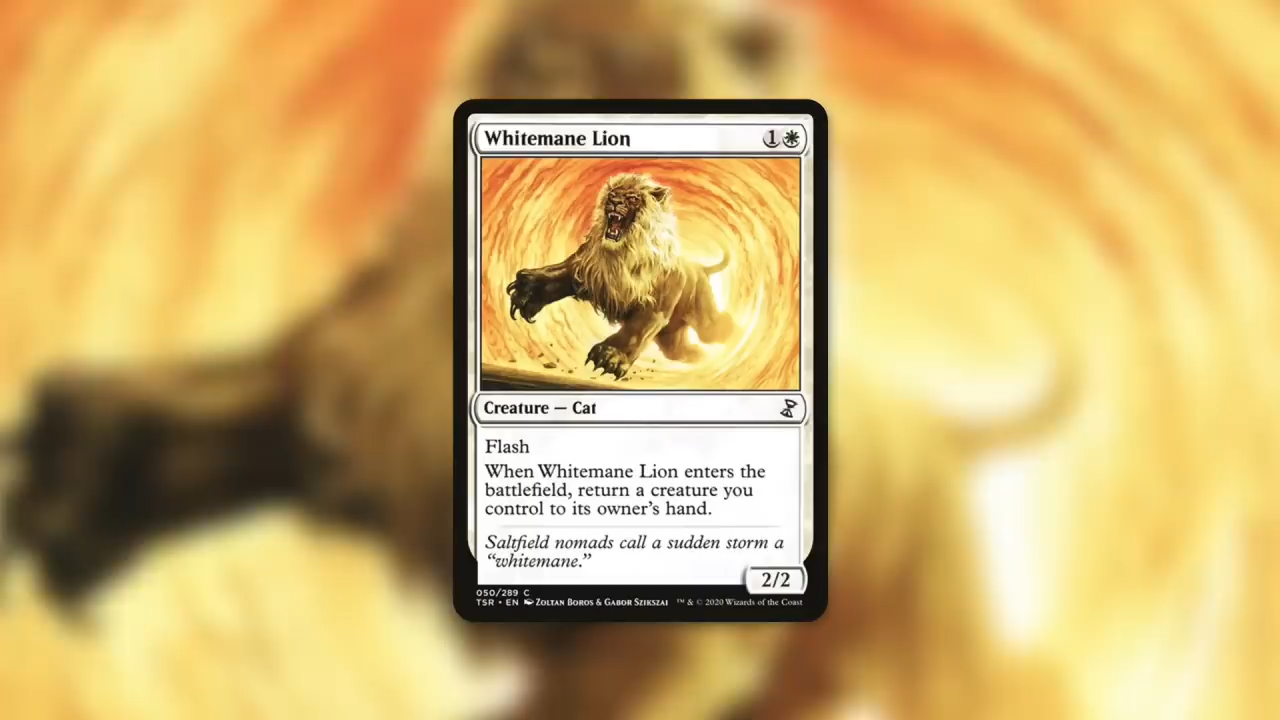 Whitemane Lion 1
Creature — Cat
Flash
When Whitemane Lion enters the
battlefield, return a creature you
control to its owner's hand.
Saltfield nomads call a sudden storm a
“whitemane.”
2/2
050/289 C
TSR • EN Zoltan Boros & Gabor Szikszai ™ & © 2020 Wizards of the Coast